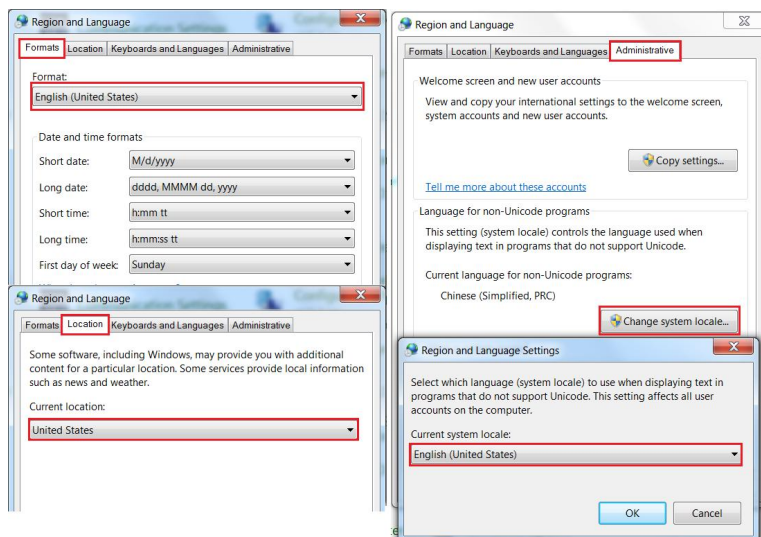 Region and Language
Formats Location Keyboards and Languages Administrative
Format:
English (United States)
Date and time formats
Short date: M/d/yyyy
Long date: dddd, MMMM dd, yyyy
Short time: h:mm tt
Long time: h:mm:ss tt
First day of week: Sunday
Region and Language
Formats Location Keyboards and Languages Administrative
Some software, including Windows, may provide you with additional
content for a particular location. Some services provide local information
such as news and weather.
Current location:
United States
Region and Language
Formats Location Keyboards and Languages Administrative
Welcome screen and new user accounts
View and copy your international settings to the welcome screen,
system accounts and new user accounts.
Copy settings...
Tell me more about these accounts
Language for non-Unicode programs
This setting (system locale) controls the language used when
displaying text in programs that do not support Unicode.
Current language for non-Unicode programs:
Chinese (Simplified, PRC)
Change system locale...
Region and Language Settings
Select which language (system locale) to use when displaying text in
programs that do not support Unicode. This setting affects all user
accounts on the computer.
Current system locale:
English (United States)
OK Cancel